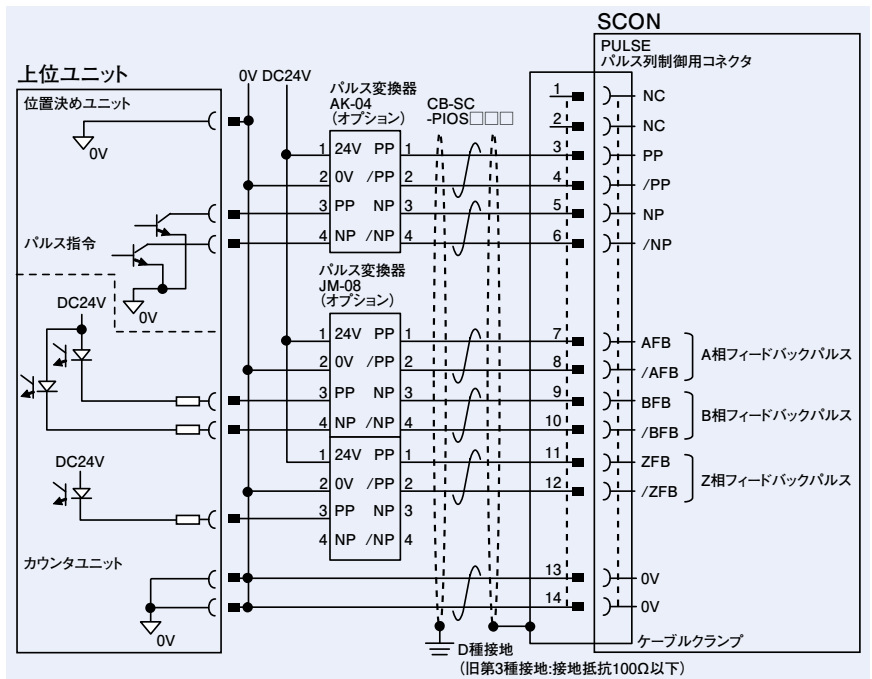 SCON
PULSE
パルス列制御用コネクタ
上位ユニット
位置決めユニット
0V
パルス指令
0V
DC24V
DC24V
カウンタユニット
0V
0V DC24V
パルス変換器
AK-04
(オプション)
1 24V PP 1
2 0V /PP 2
3 PP NP 3
4 NP /NP 4
パルス変換器
JM-08
(オプション)
1 24V PP 1
2 0V /PP 2
3 PP NP 3
4 NP /NP 4
1 24V PP 1
2 0V /PP 2
3 PP NP 3
4 NP /NP 4
CB-SC
-PIOS□□□
1 NC
2 NC
3 PP
4 /PP
5 NP
6 /NP
7 AFB
8 /AFB
A相フィードバックパルス
9 BFB
10 /BFB
B相フィードバックパルス
11 ZFB
12 /ZFB
Z相フィードバックパルス
13 0V
14 0V
ケーブルクランプ
D種接地
(旧第3種接地:接地抵抗100Ω以下)